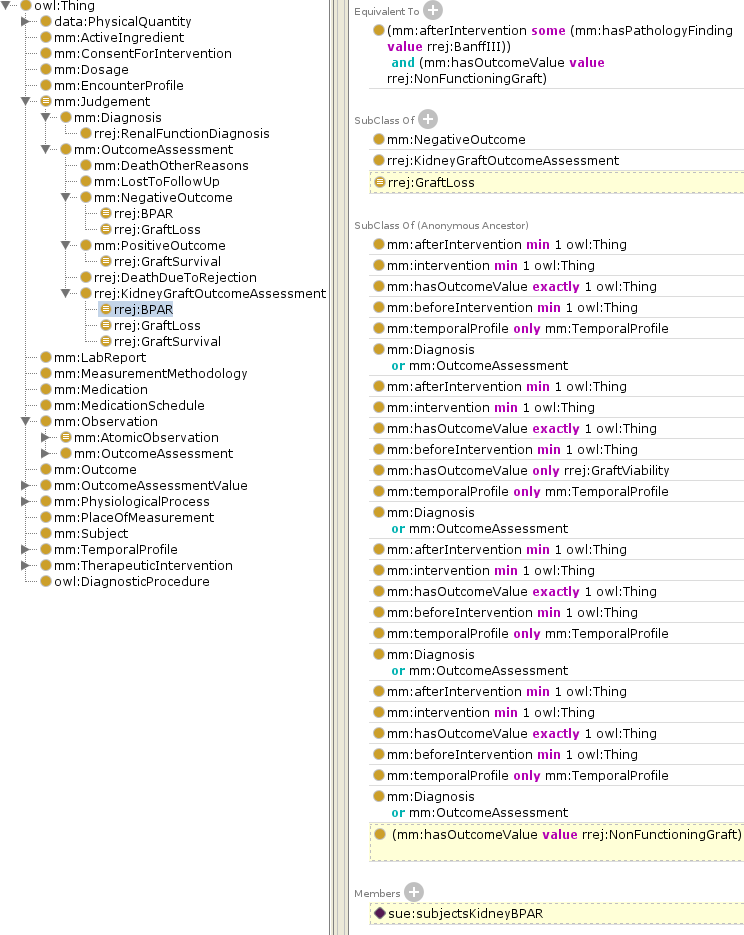 owl:Thing
data:PhysicalQuantity
mm:ActiveIngredient
mm:ConsentForIntervention
mm:Dosage
mm:EncounterProfile
mm:Judgement
mm:Diagnosis
rrej:RenalFunctionDiagnosis
mm:OutcomeAssessment
mm:DeathOtherReasons
mm:LostToFollowUp
mm:NegativeOutcome
rrej:BPAR
rrej:GraftLoss
mm:PositiveOutcome
rrej:GraftSurvival
rrej:DeathDueToRejection
rrej:KidneyGraftOutcomeAssessment
rrej:BPAR
rrej:GraftLoss
rrej:GraftSurvival
mm:LabReport
mm:MeasurementMethodology
mm:Medication
mm:MedicationSchedule
mm:Observation
mm:AtomicObservation
mm:OutcomeAssessment
mm:Outcome
mm:OutcomeAssessmentValue
mm:PhysiologicalProcess
mm:PlaceOfMeasurement
mm:Subject
mm:TemporalProfile
mm:TherapeuticIntervention
owl:DiagnosticProcedure
Equivalent To
(mm:afterIntervention some (mm:hasPathologyFinding
value rrej:BanffIII))
and (mm:hasOutcomeValue value
rrej:NonFunctioningGraft)
SubClass Of
mm:NegativeOutcome
rrej:KidneyGraftOutcomeAssessment
rrej:GraftLoss
SubClass Of (Anonymous Ancestor)
mm:afterIntervention min 1 owl:Thing
mm:intervention min 1 owl:Thing
mm:hasOutcomeValue exactly 1 owl:Thing
mm:beforeIntervention min 1 owl:Thing
mm:temporalProfile only mm:TemporalProfile
mm:Diagnosis
or mm:OutcomeAssessment
mm:afterIntervention min 1 owl:Thing
mm:intervention min 1 owl:Thing
mm:hasOutcomeValue exactly 1 owl:Thing
mm:beforeIntervention min 1 owl:Thing
mm:hasOutcomeValue only rrej:GraftViability
mm:temporalProfile only mm:TemporalProfile
mm:Diagnosis
or mm:OutcomeAssessment
mm:afterIntervention min 1 owl:Thing
mm:intervention min 1 owl:Thing
mm:hasOutcomeValue exactly 1 owl:Thing
mm:beforeIntervention min 1 owl:Thing
mm:temporalProfile only mm:TemporalProfile
mm:Diagnosis
or mm:OutcomeAssessment
mm:afterIntervention min 1 owl:Thing
mm:intervention min 1 owl:Thing
mm:hasOutcomeValue exactly 1 owl:Thing
mm:beforeIntervention min 1 owl:Thing
mm:temporalProfile only mm:TemporalProfile
mm:Diagnosis
or mm:OutcomeAssessment
(mm:hasOutcomeValue value rrej:NonFunctioningGraft)
Members
sue:subjectsKidneyBPAR